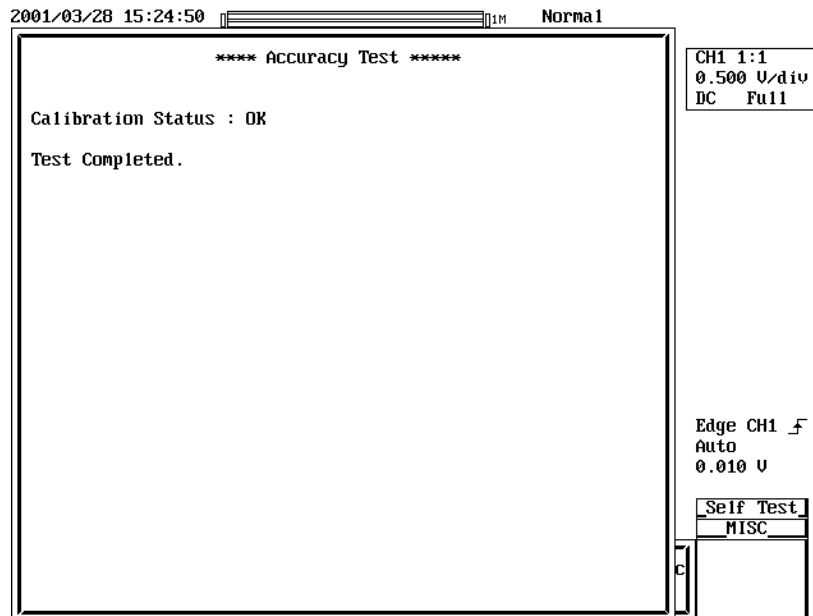 2001/03/28 15:24:50 1M Normal
**** Accuracy Test *****
Calibration Status : OK
Test Completed.
CH1 1:1
0.500 V/div
DC Full
Edge CH1
Auto
0.010 V
Self Test
MISC
C